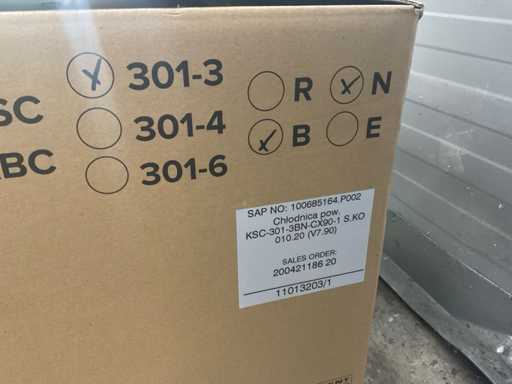 301-3
R N
SC 301-4
B E
BC 301-6
SAP NO: 100685164.P002
Chłodnica pow.
KSC-301-3BN-CX90-1 S.KO
010.20 (V7.90)
SALES ORDER:
200421186 20
11013203/1